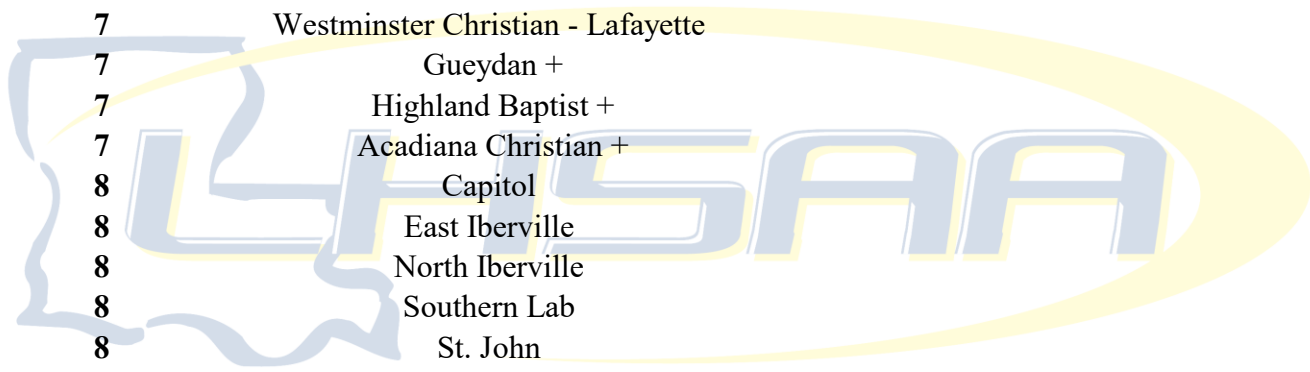 7 Westminster Christian - Lafayette
7 Gueydan +
7 Highland Baptist +
7 Acadiana Christian +
8 Capitol
8 East Iberville
8 North Iberville
8 Southern Lab
8 St. John
LHSAA